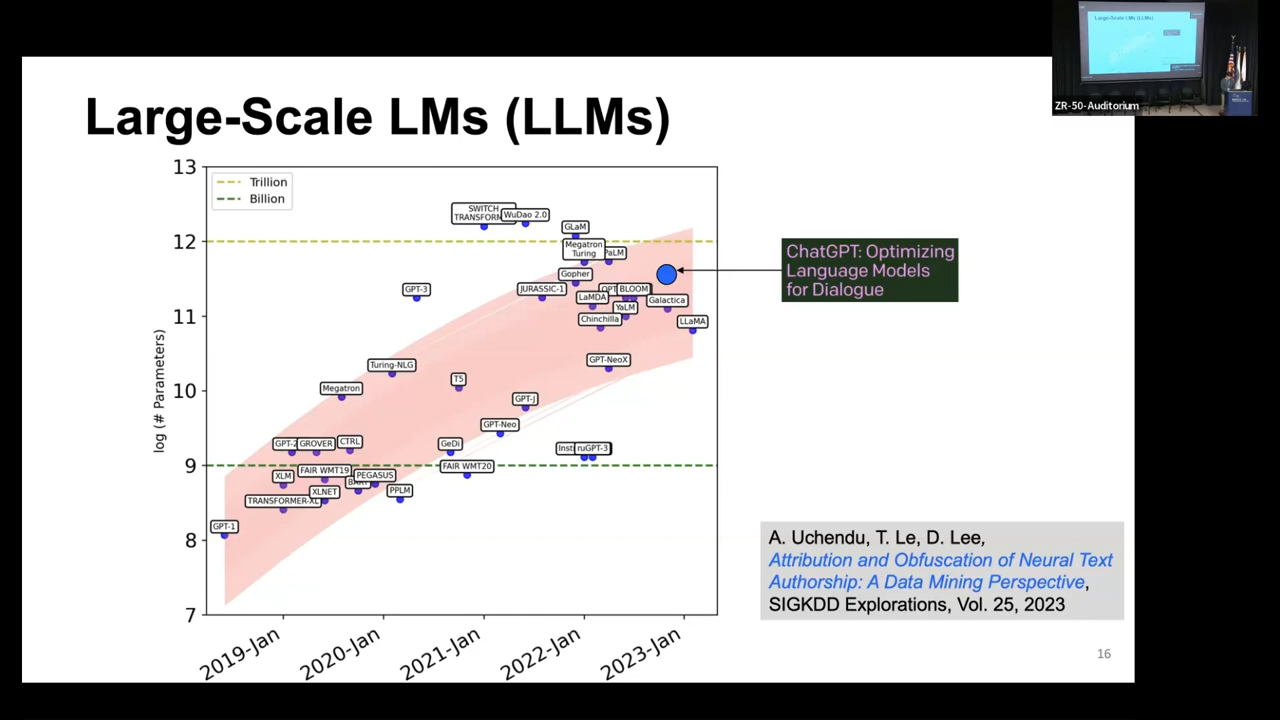 Large-Scale LMs (LLMs)
ZR-50-Auditorium
Large-Scale LMs (LLMs)
13
12
11
10
9
8
7
log (# Parameters)
Trillion
Billion
SWITCH
TRANSFORM
WuDao 2.0
GLaM
Megatron
Turing
PaLM
Gopher
GPT-3
JURASSIC-1
OPT
BLOOM
LaMDA
Galactica
YaLM
Chinchilla
LLaMA
Turing-NLG
GPT-NeoX
T5
Megatron
GPT-J
GPT-Neo
GPT-2
GROVER
CTRL
GeDi
Inst
ruGPT-3
FAIR WMT19
FAIR WMT20
XLM
PEGASUS
XLNET
PPLM
TRANSFORMER-XL
GPT-1
2019-Jan
2020-Jan
2021-Jan
2022-Jan
2023-Jan
ChatGPT: Optimizing
Language Models
for Dialogue
A. Uchendu, T. Le, D. Lee,
Attribution and Obfuscation of Neural Text
Authorship: A Data Mining Perspective,
SIGKDD Explorations, Vol. 25, 2023
16